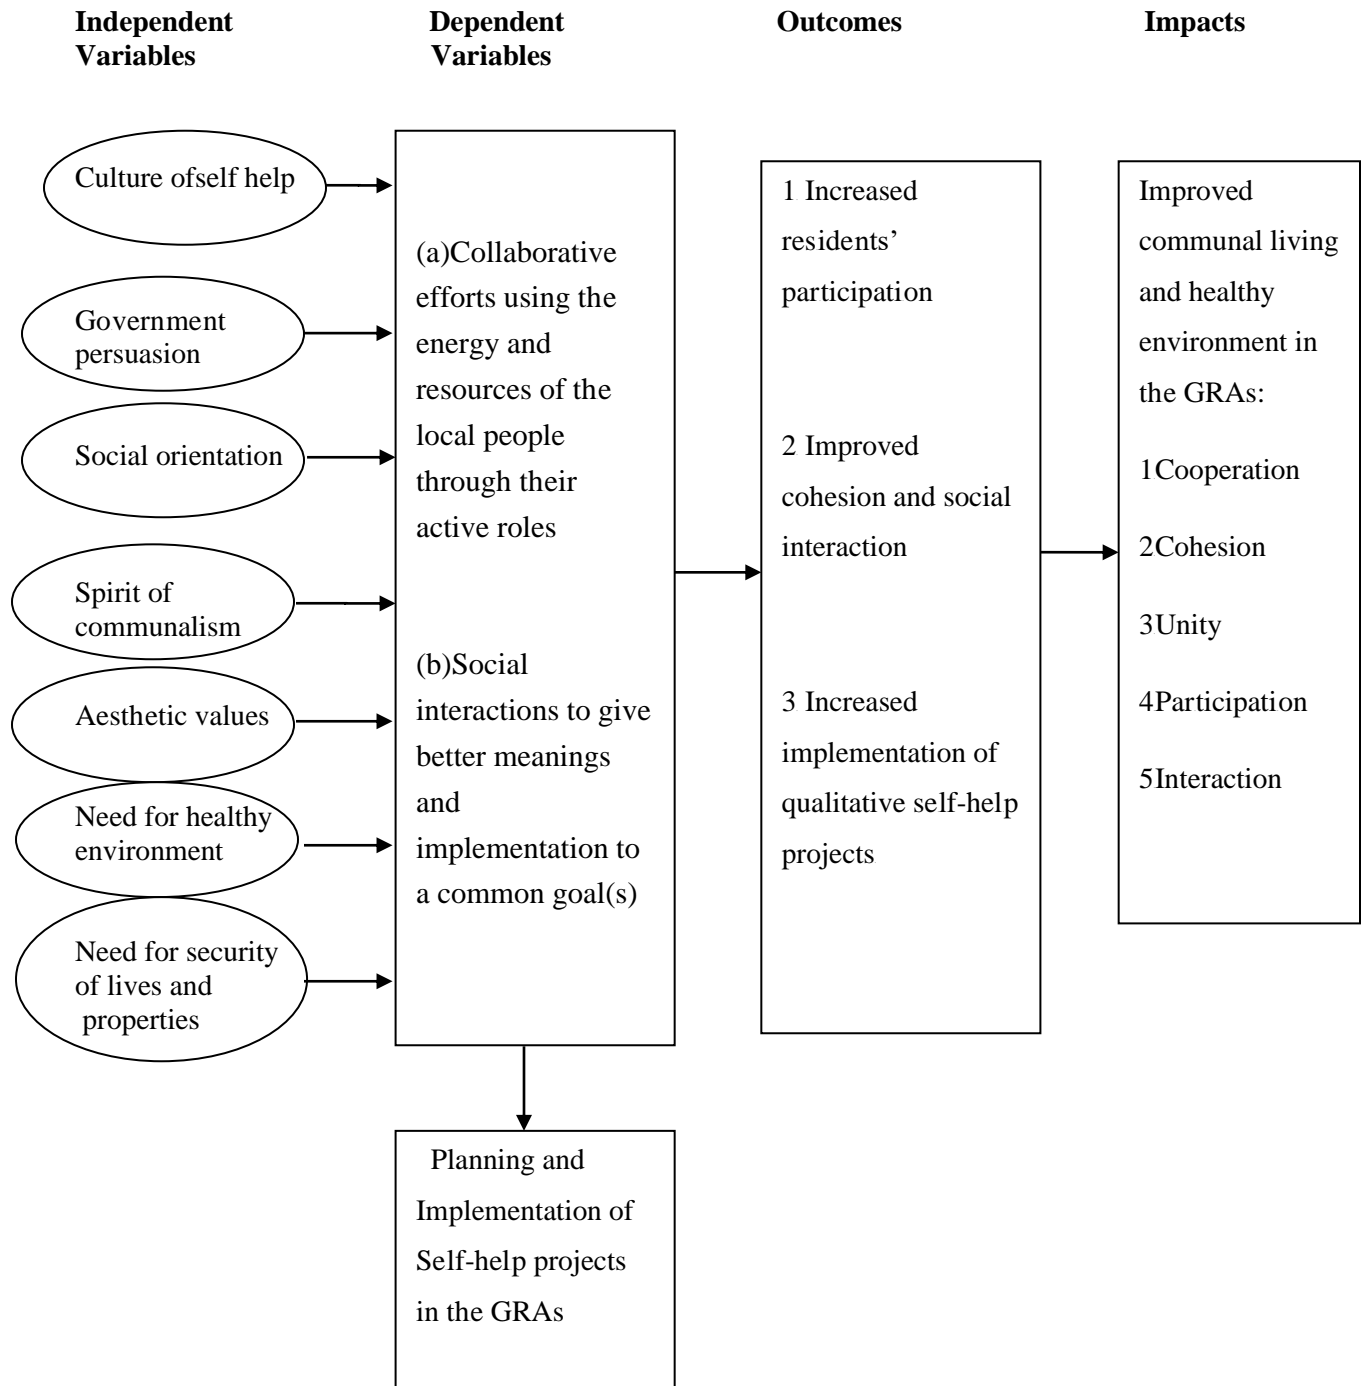 Independent
Variables
Dependent
Variables
Outcomes
Impacts
Culture ofself help
Government
persuasion
Social orientation
Spirit of
communalism
Aesthetic values
Need for healthy
environment
Need for security
of lives and
properties
(a)Collaborative
efforts using the
energy and
resources of the
local people
through their
active roles
(b)Social
interactions to give
better meanings
and
implementation to
a common goal(s)
Planning and
Implementation of
Self-help projects
in the GRAs
1 Increased
residents’
participation
2 Improved
cohesion and social
interaction
3 Increased
implementation of
qualitative self-help
projects
Improved
communal living
and healthy
environment in
the GRAs:
1Cooperation
2Cohesion
3Unity
4Participation
5Interaction